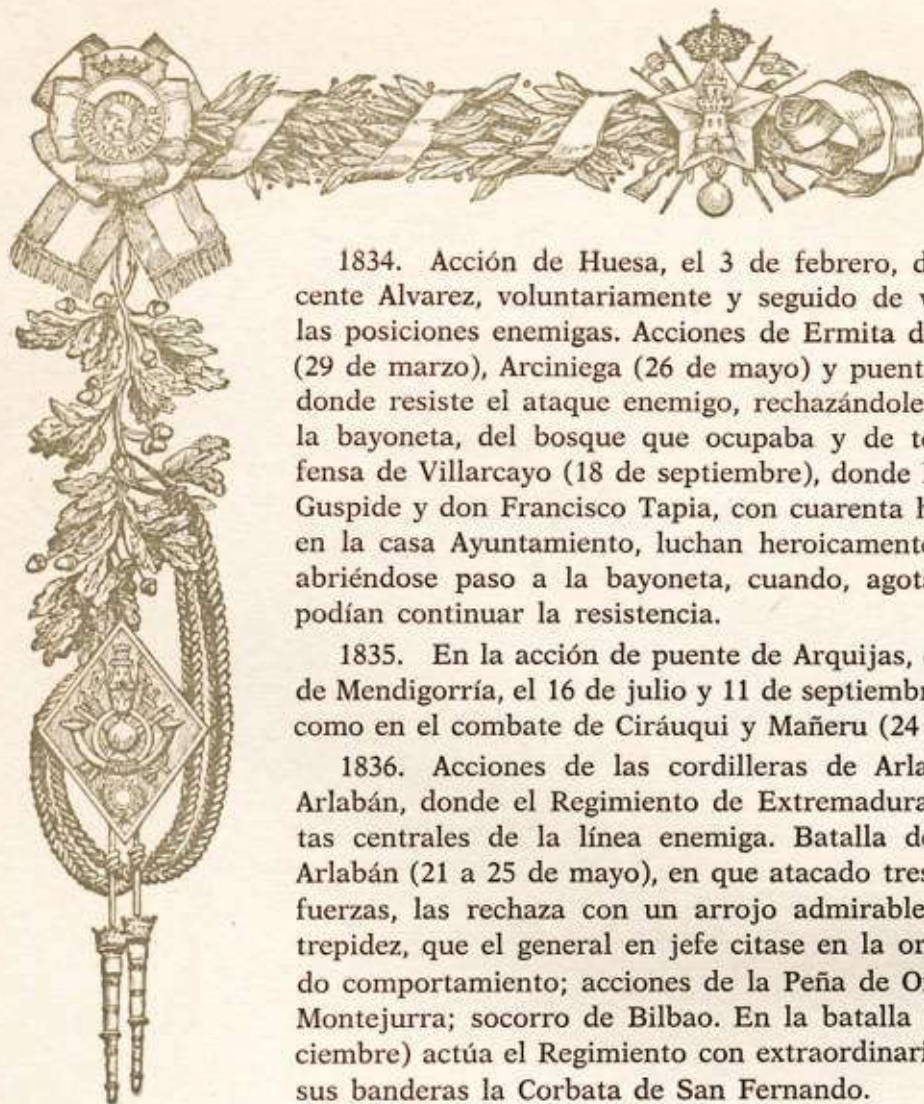 1834. Acción de Huesa, el 3 de febrero, d
cente Alvarez, voluntariamente y seguido de v
las posiciones enemigas. Acciones de Ermita d
(29 de marzo), Arciniega (26 de mayo) y puent
donde resiste el ataque enemigo, rechazándole
la bayoneta, del bosque que ocupaba y de t
fensa de Villarcayo (18 de septiembre), donde
Guspide y don Francisco Tapia, con cuarenta h
en la casa Ayuntamiento, luchan heroicamente
abriéndose paso a la bayoneta, cuando, agot
podían continuar la resistencia.
1835. En la acción de puente de Arquijas,
de Mendigorría, el 16 de julio y 11 de septiembr
como en el combate de Ciráuqui y Mañeru (24
1836. Acciones de las cordilleras de Arla
Arlabán, donde el Regimiento de Extremadura
tas centrales de la línea enemiga. Batalla d
Arlabán (21 a 25 de mayo), en que atacado tres
fuerzas, las rechaza con un arrojo admirable
trepidez, que el general en jefe citase en la or
do comportamiento; acciones de la Peña de O
Montejurra; socorro de Bilbao. En la batalla
ciembre) actúa el Regimiento con extraordinari
sus banderas la Corbata de San Fernando.